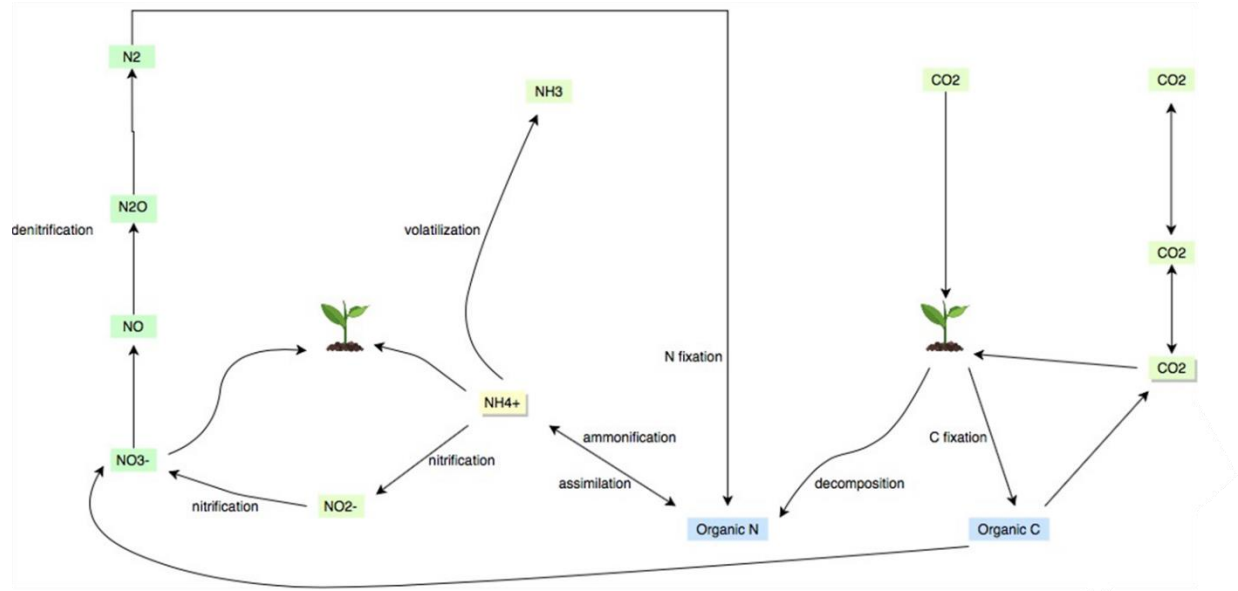 N2
NH3
CO2
CO2
N2O
denitrification
volatilization
CO2
NO
N fixation
CO2
NH4+
ammonification
C fixation
NO3-
nitrification
assimilation
decomposition
nitrification
NO2-
Organic N
Organic C